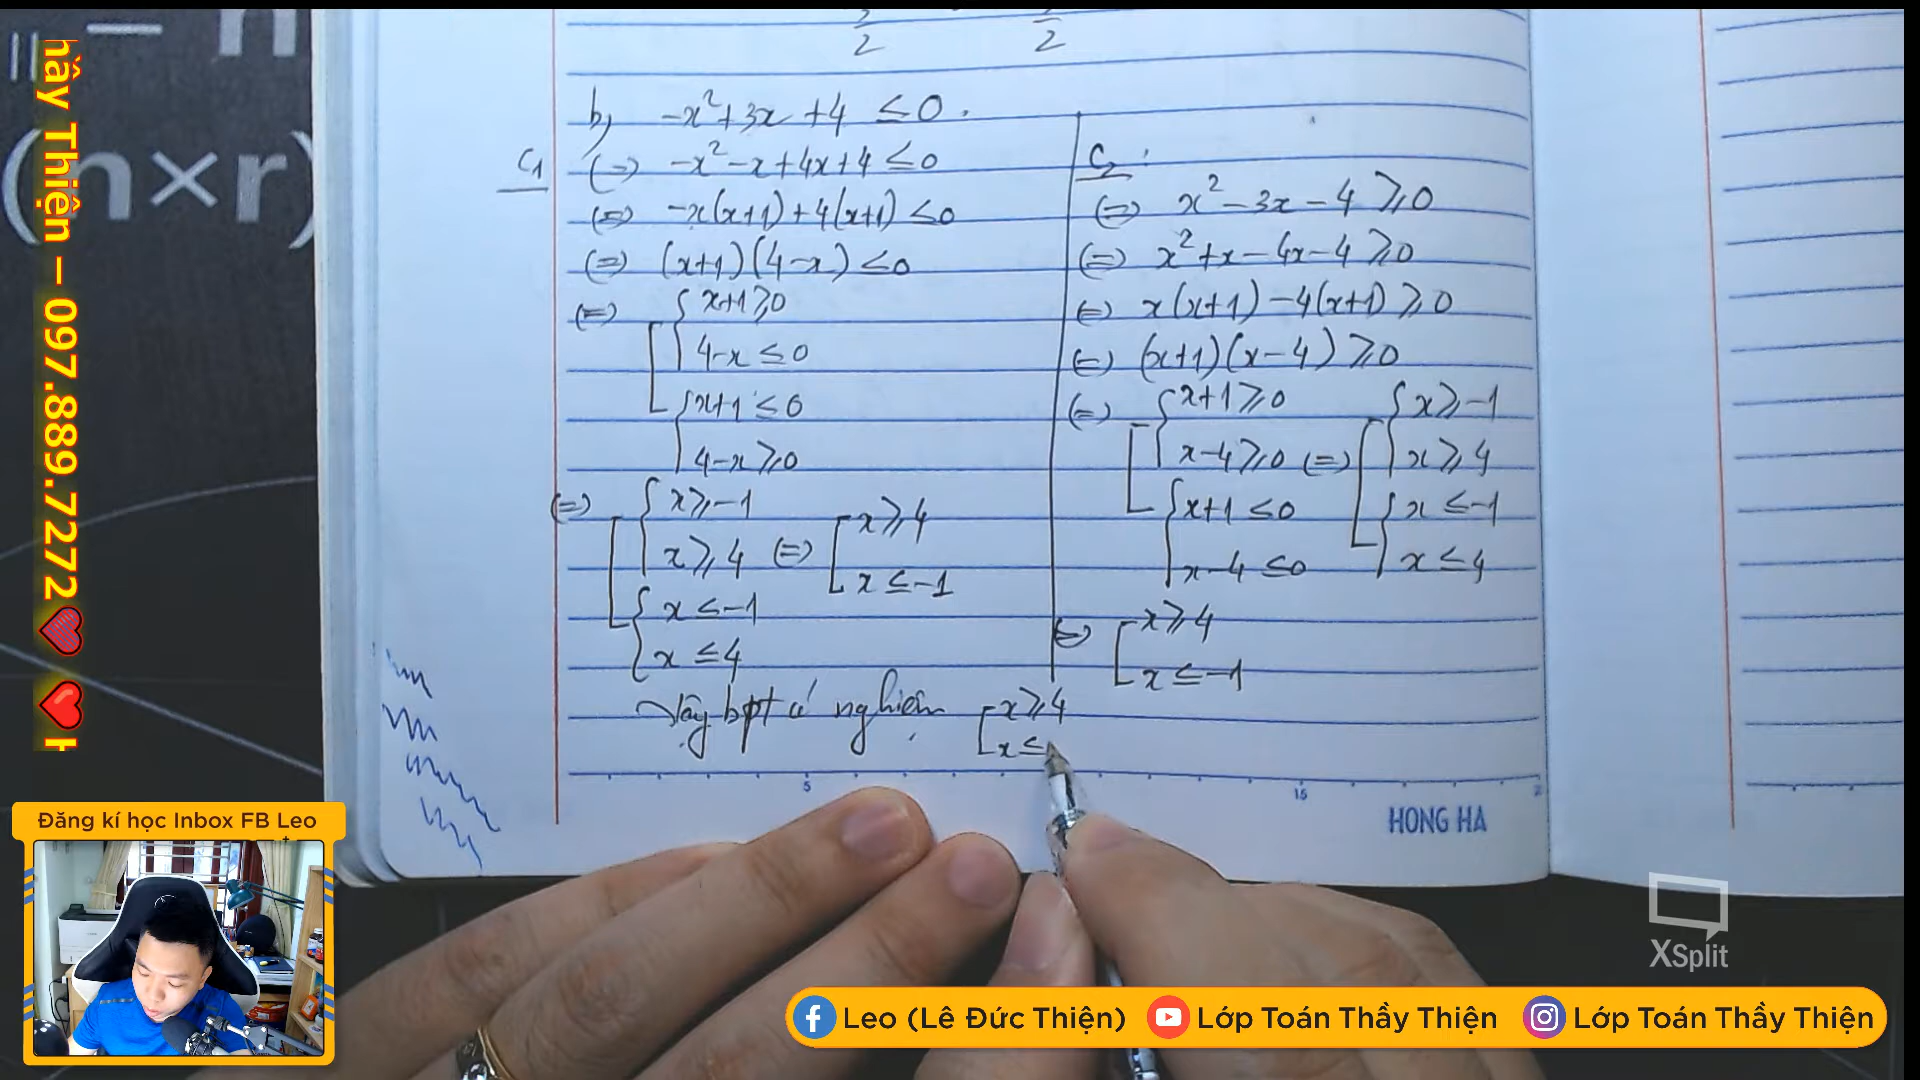 b) -x²+3x+4 ≤0.
C1 (=) -x²-x+4x+4 ≤0
(=) -x(x+1)+4(x+1) ≤0
(=) (x+1)(4-x) ≤0
(=) [ { x+1≥0
4-x ≤0
{ x+1 ≤0
4-x ≥0
(=) [ { x≥-1
x≥4
{ x≤-1
x ≤4
(=) [ x≥4
x ≤-1
C2:
(=) x²-3x-4 ≥0
(=) x²+x-4x-4 ≥0
(=) x(x+1)-4(x+1) ≥0
(=) (x+1)(x-4) ≥0
(=) [ { x+1≥0
x-4≥0
{ x+1 ≤0
x-4 ≤0
(=) [ { x≥-1
x≥4
{ x ≤-1
x ≤4
(=) [ x≥4
x ≤-1
Vậy bpt có nghiệm [ x≥4
x ≤
5
15
HONG HA
hầy Thiện – 097.889.7272
(n×r)
Đăng kí học Inbox FB Leo
XSplit
Leo (Lê Đức Thiện)
Lớp Toán Thầy Thiện
Lớp Toán Thầy Thiện